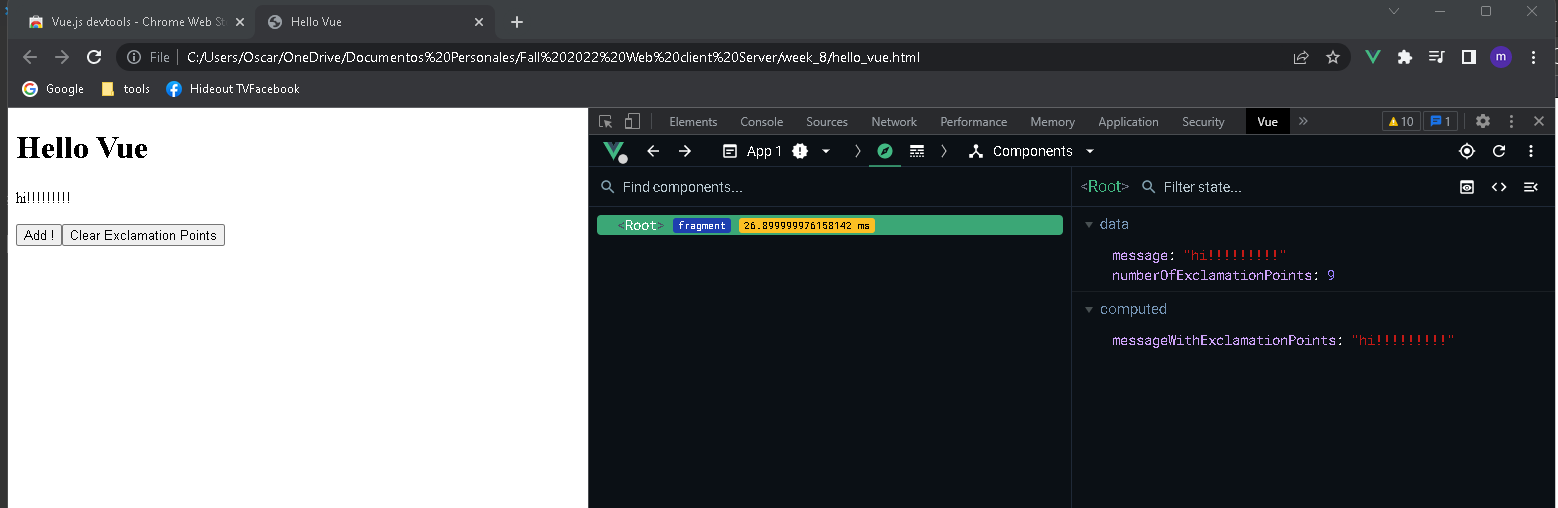 Vue.js devtools - Chrome Web St
Hello Vue
File
C:/Users/Oscar/OneDrive/Documentos%20Personales/Fall%202022%20Web%20client%20Server/week_8/hello_vue.html
m
Google
tools
Hideout TVFacebook
Hello Vue
hi!!!!!!!!!
Add !
Clear Exclamation Points
Elements Console Sources Network Performance Memory Application Security Vue
10
1
App 1
Components
Find components...
<Root> fragment 26.899999976158142 ms
<Root> Filter state...
data
message: "hi!!!!!!!!!"
numberOfExclamationPoints: 9
computed
messageWithExclamationPoints: "hi!!!!!!!!!"